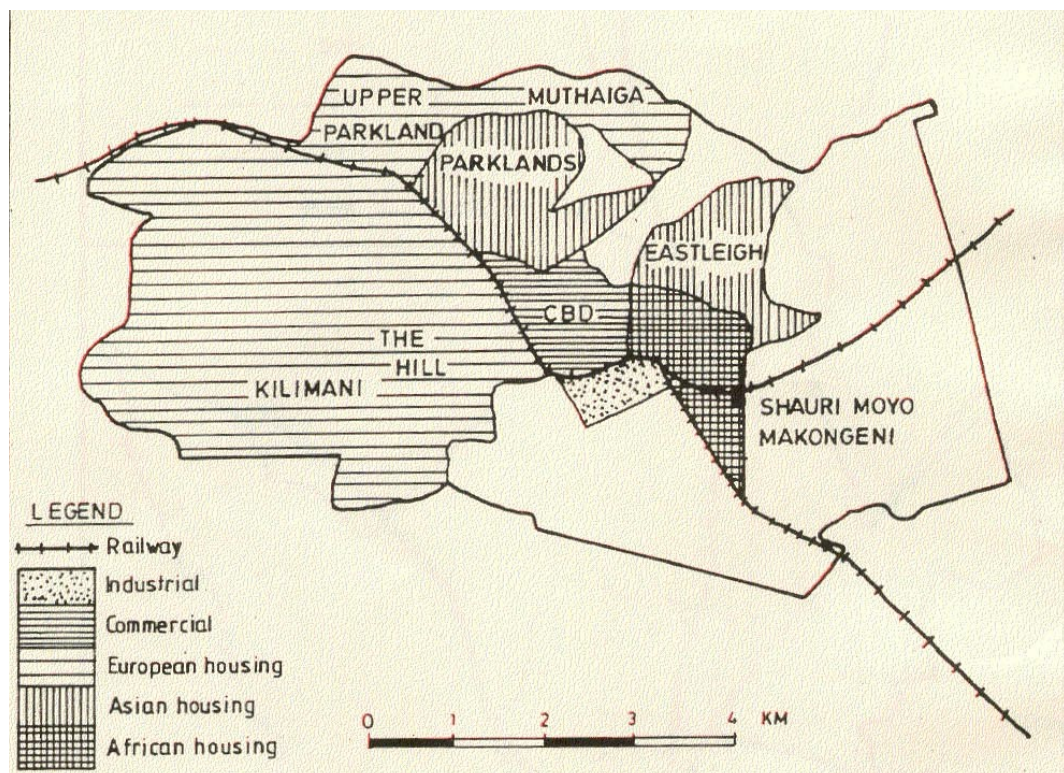 UPPER MUTHAIGA
PARKLAND
PARKLANDS
EASTLEIGH
CBD
THE
HILL
KILIMANI
SHAURI MOYO
MAKONGENI
LEGEND
Railway
Industrial
Commercial
European housing
Asian housing
African housing
0 1 2 3 4 KM